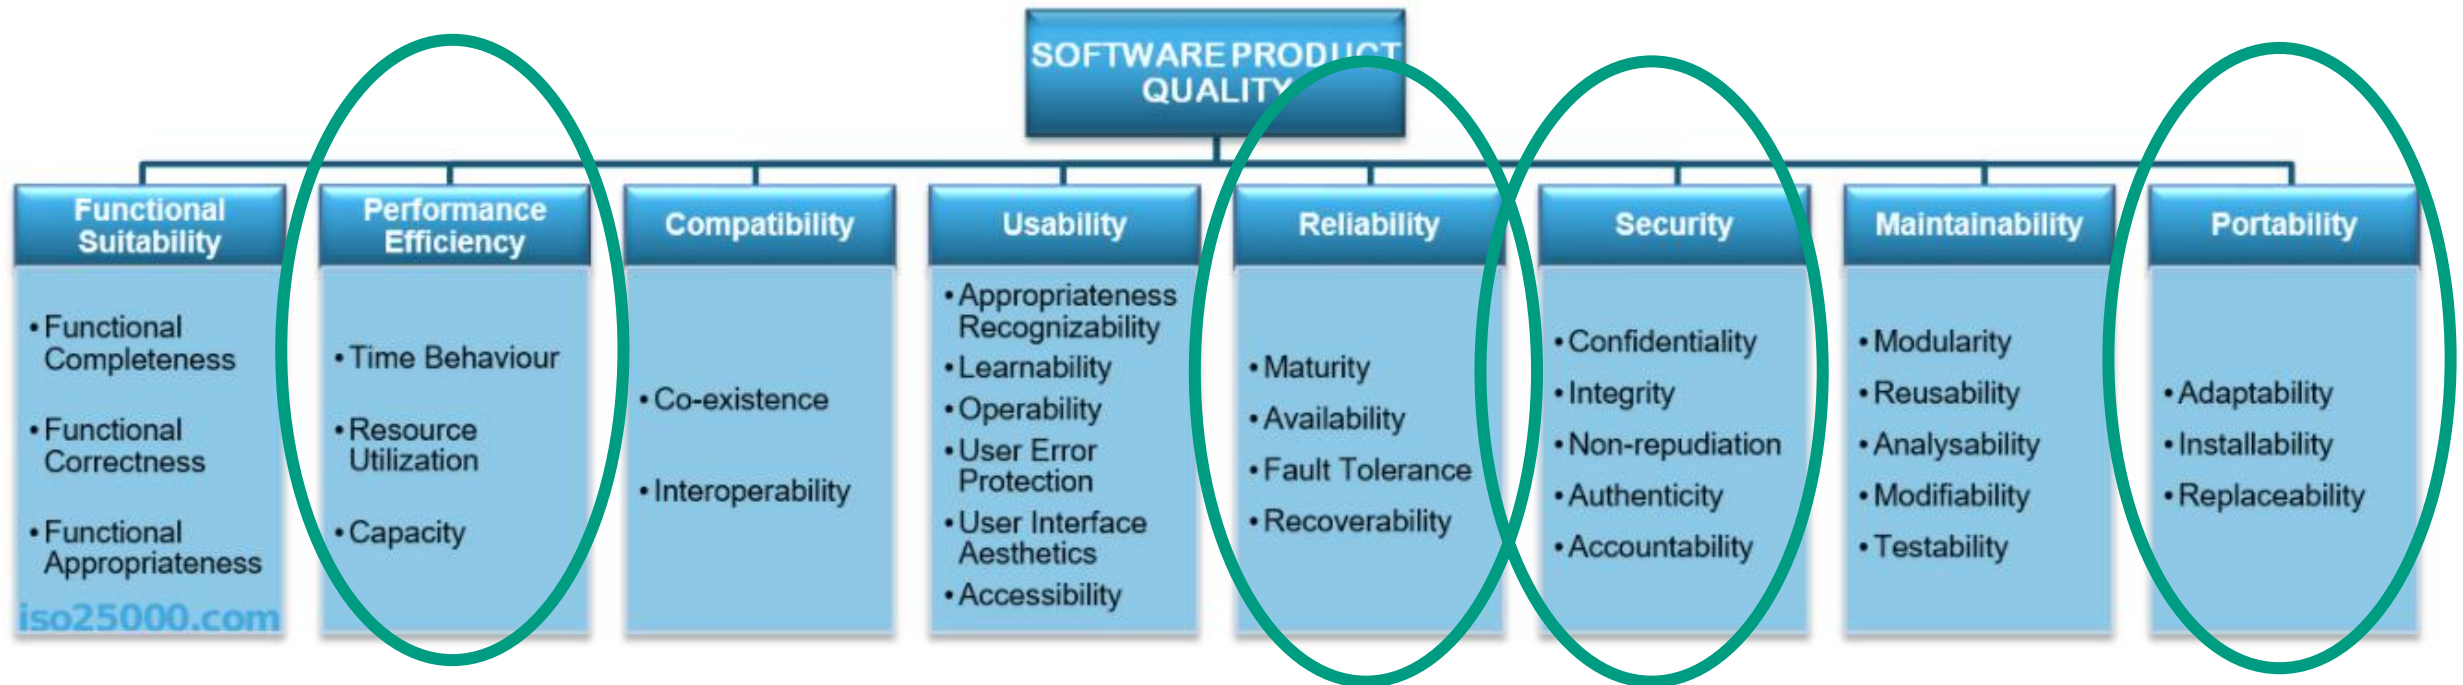 SOFTWARE PRODUCT
QUALITY
Functional
Suitability
• Functional
Completeness
• Functional
Correctness
• Functional
Appropriateness
iso25000.com
Performance
Efficiency
• Time Behaviour
• Resource
Utilization
• Capacity
Compatibility
• Co-existence
• Interoperability
Usability
• Appropriateness
Recognizability
• Learnability
• Operability
• User Error
Protection
• User Interface
Aesthetics
• Accessibility
Reliability
• Maturity
• Availability
• Fault Tolerance
• Recoverability
Security
• Confidentiality
• Integrity
• Non-repudiation
• Authenticity
• Accountability
Maintainability
• Modularity
• Reusability
• Analysability
• Modifiability
• Testability
Portability
• Adaptability
• Installability
• Replaceability